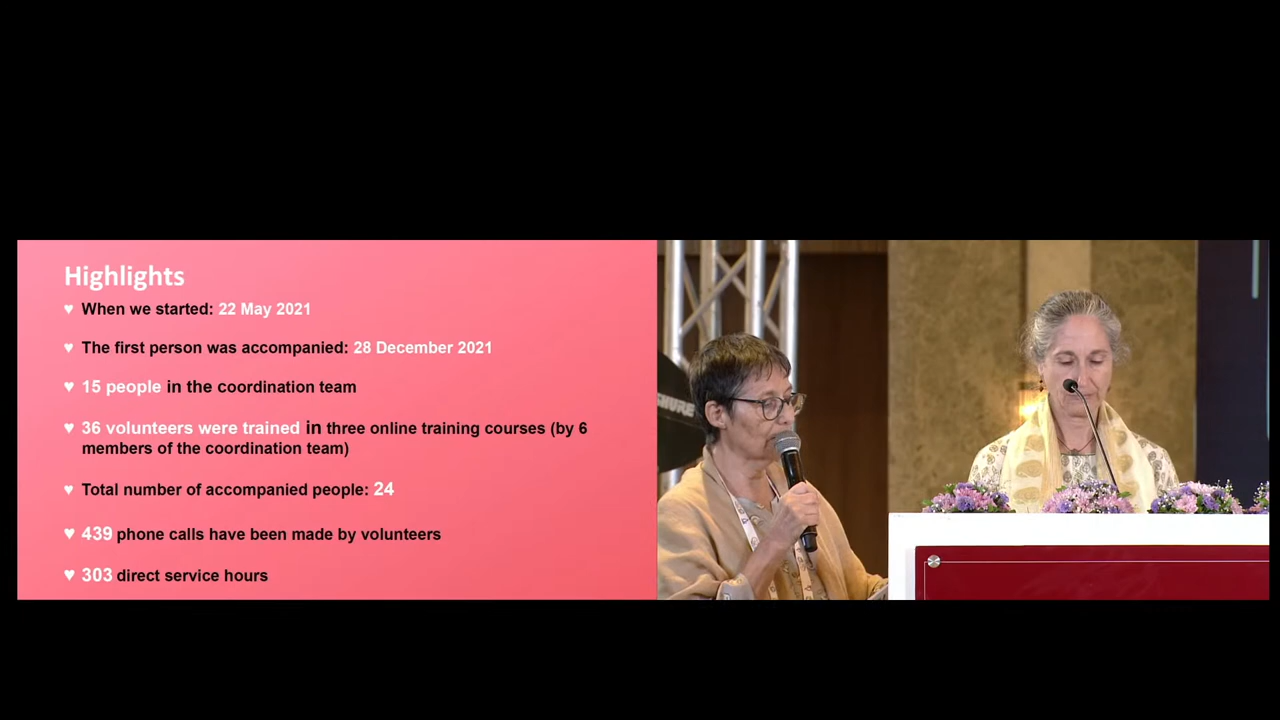 Highlights
♥ When we started: 22 May 2021
♥ The first person was accompanied: 28 December 2021
♥ 15 people in the coordination team
♥ 36 volunteers were trained in three online training courses (by 6
members of the coordination team)
♥ Total number of accompanied people: 24
♥ 439 phone calls have been made by volunteers
♥ 303 direct service hours
SHURE